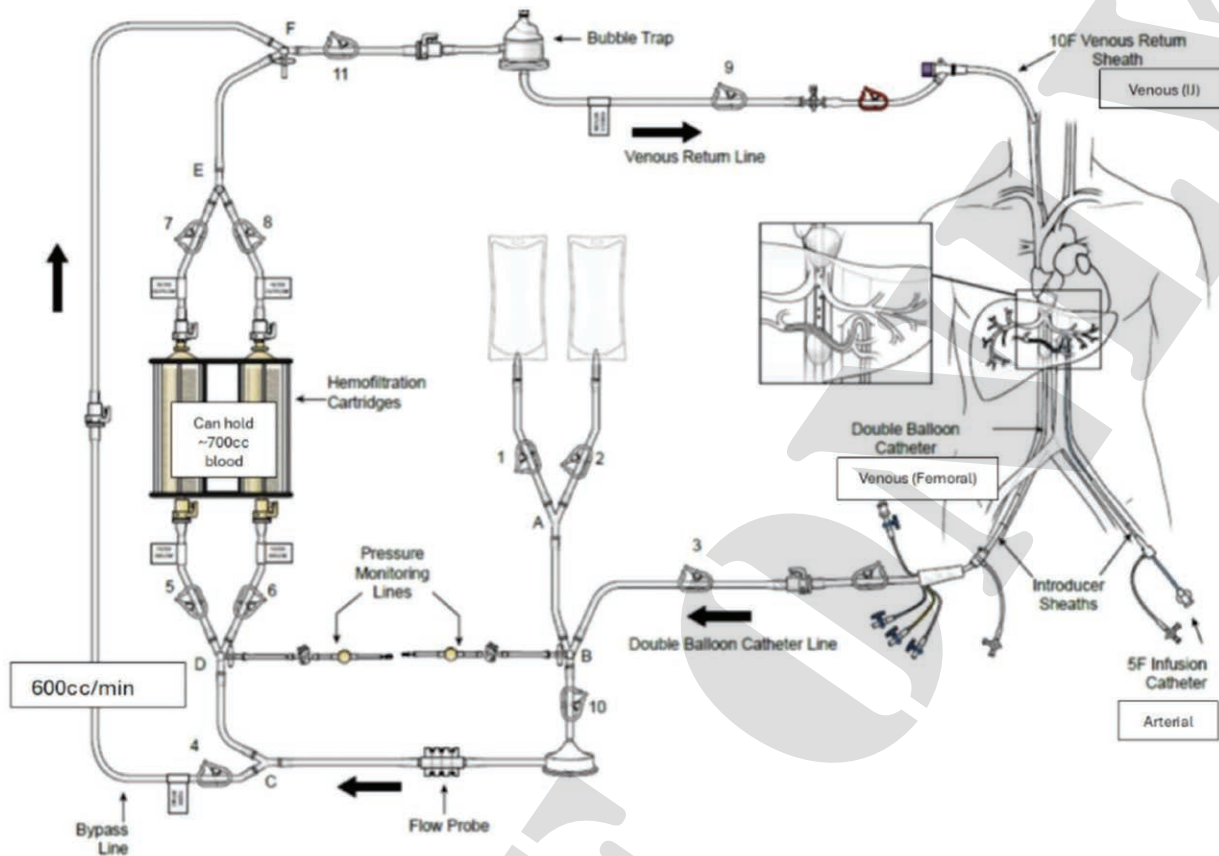 F
11
Bubble Trap
9
10F Venous Return
Sheath
Venous (IJ)
Venous Return Line
E
7
8
Hemofiltration
Cartridges
Can hold
~700cc
blood
1
2
A
Double Balloon
Catheter
Venous (Femoral)
3
Pressure
Monitoring
Lines
5
6
D
B
Double Balloon Catheter Line
Introducer
Sheaths
5F Infusion
Catheter
Arterial
600cc/min
10
4
C
Flow Probe
Bypass
Line